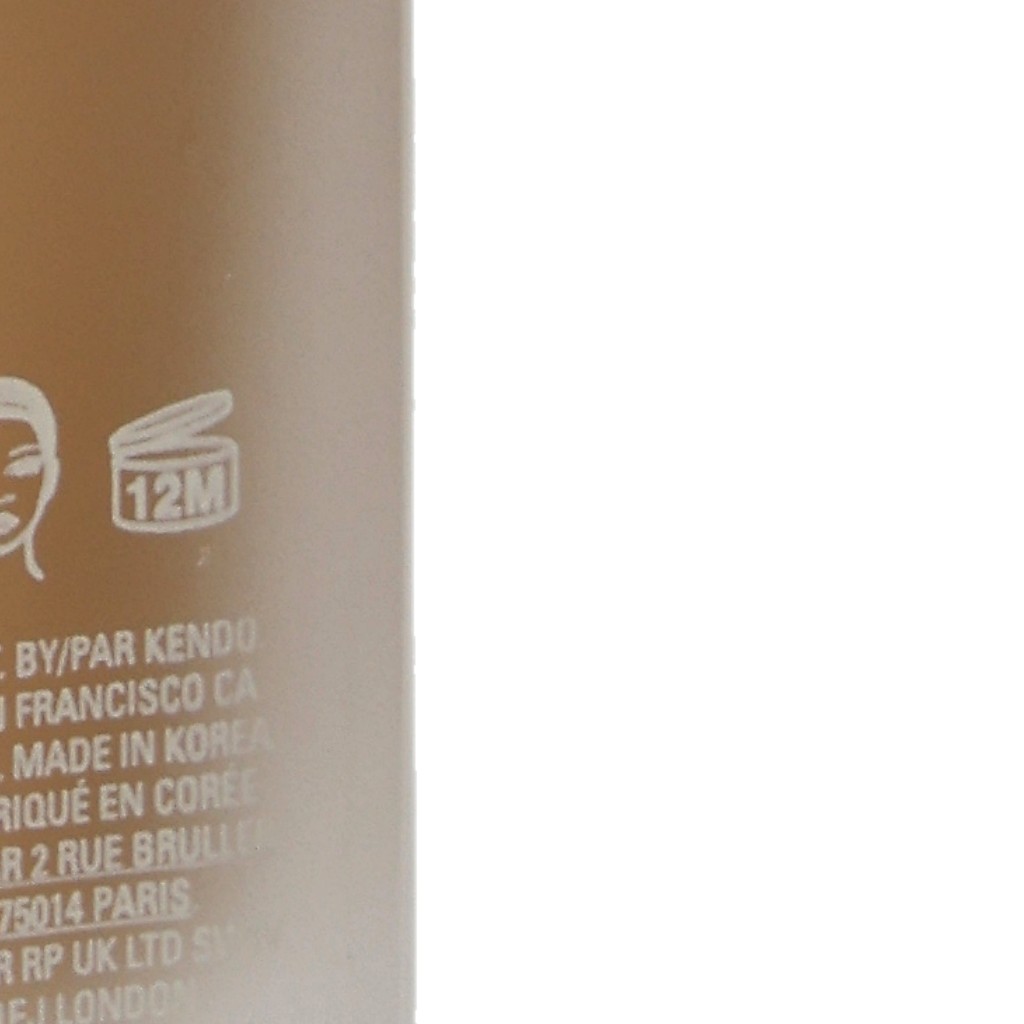 12M
BY/PAR KENDO
FRANCISCO CA
MADE IN KOREA
RIQUÉ EN CORÉE
R 2 RUE
75014 PARIS
R RP UK LTD
LONDON